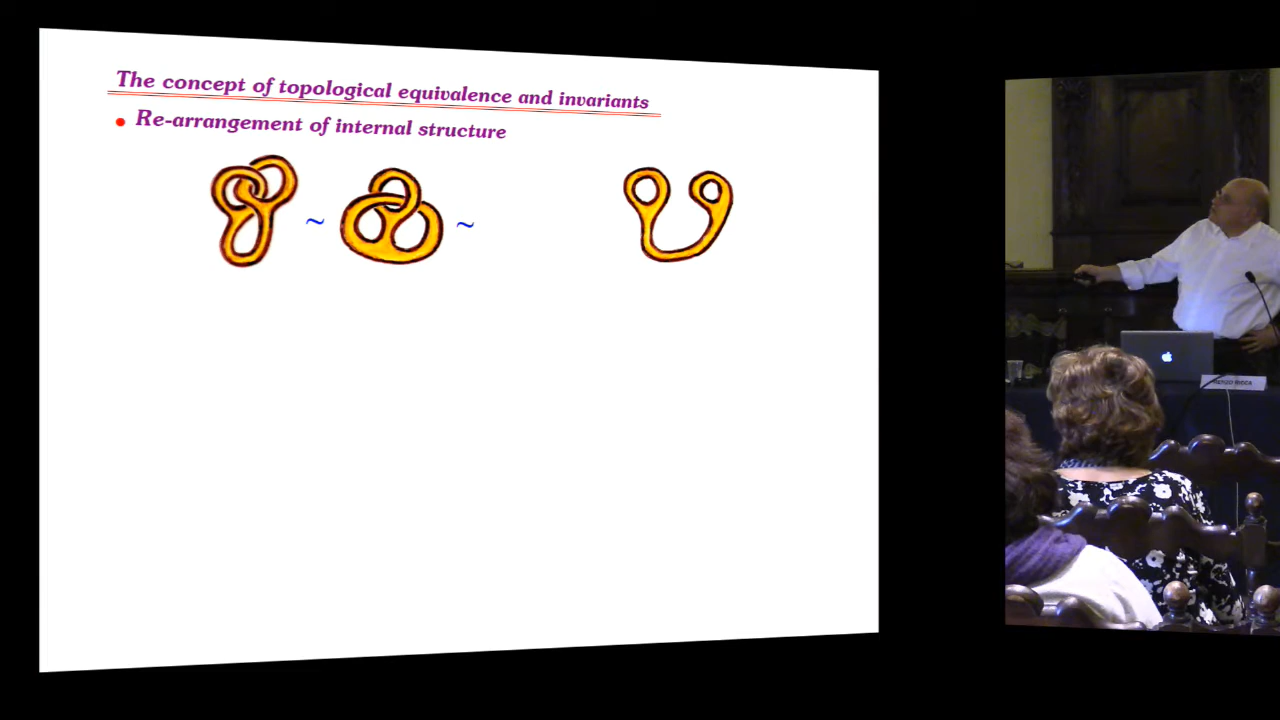 The concept of topological equivalence and invariants
• Re-arrangement of internal structure
~ ~